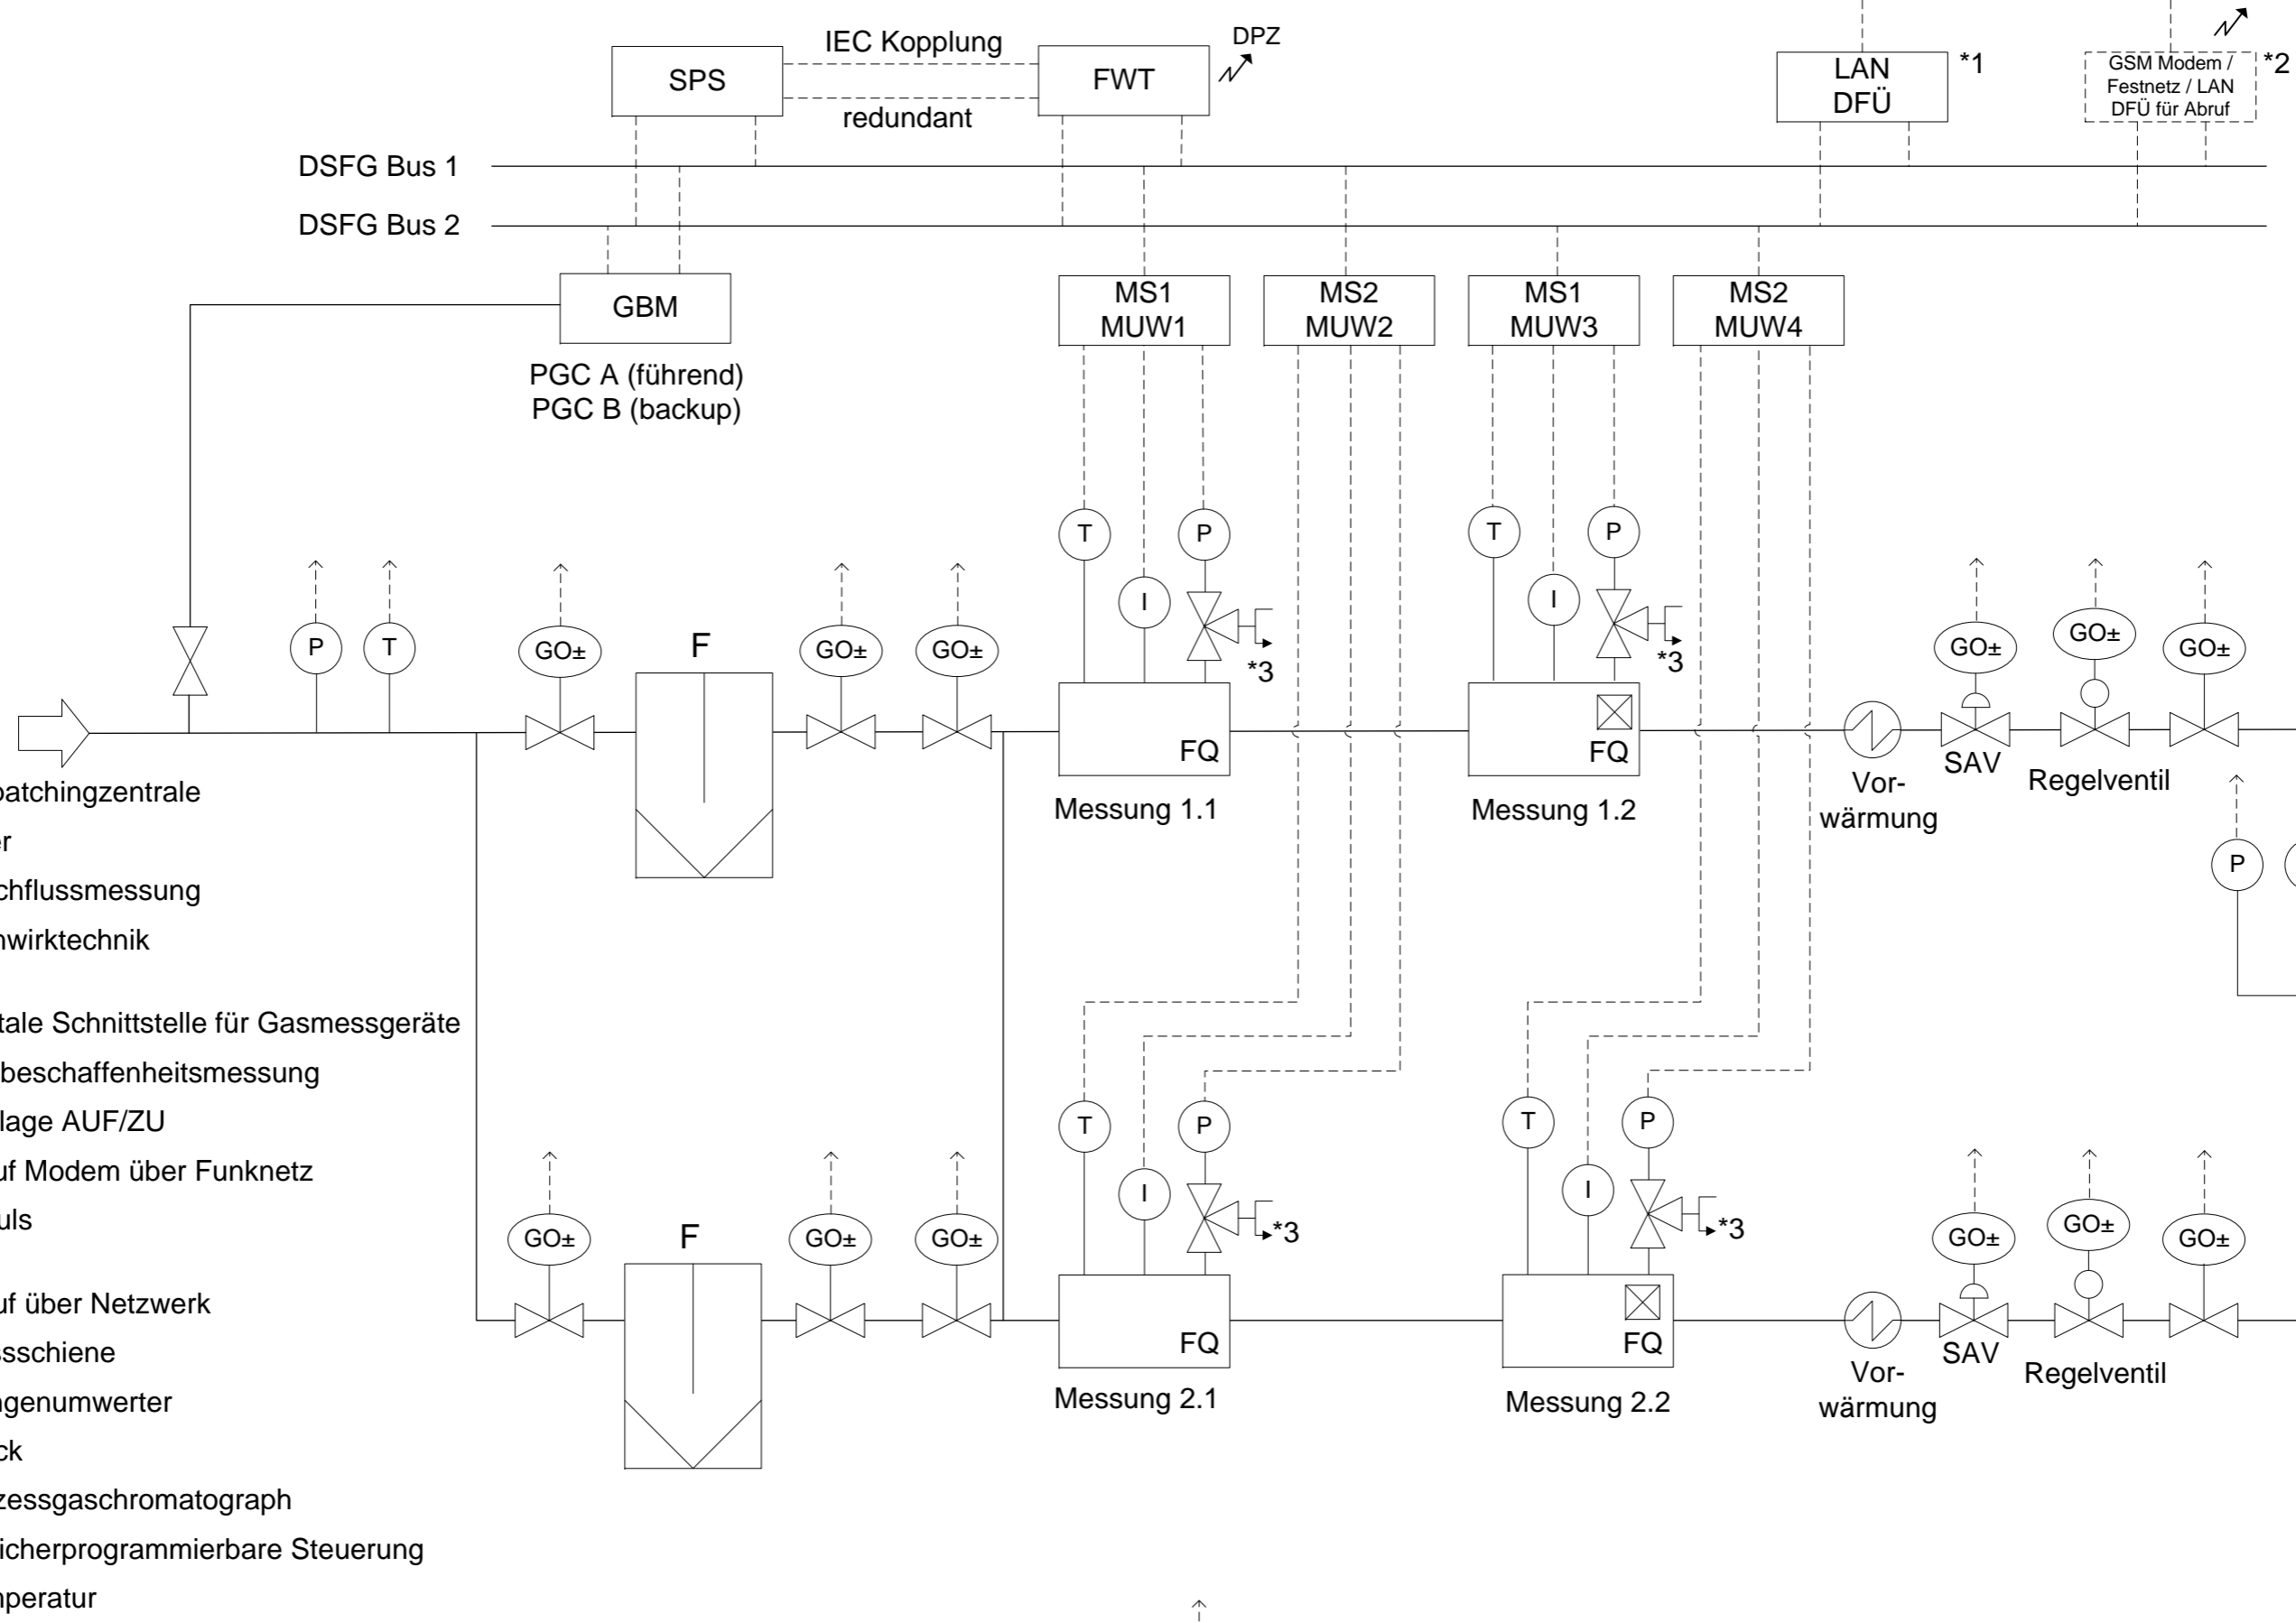 DPZ
IEC Kopplung
SPS
FWT
redundant
LAN
DFÜ
*1
GSM Modem /
Festnetz / LAN
DFÜ für Abruf
*2
DSFG Bus 1
DSFG Bus 2
GBM
PGC A (führend)
PGC B (backup)
MS1
MUW1
MS2
MUW2
MS1
MUW3
MS2
MUW4
T
P
I
*3
T
P
I
*3
P
T
GO±
F
GO±
GO±
GO±
GO±
GO±
FQ
FQ
Messung 1.1
Messung 1.2
Vor-
wärmung
SAV
Regelventil
P
patchingzentrale
er
chflussmessung
nwirktechnik
tale Schnittstelle für Gasmessgeräte
beschaffenheitsmessung
lage AUF/ZU
uf Modem über Funknetz
uls
uf über Netzwerk
ssschiene
ngenumwerter
ck
zessgaschromatograph
icherprogrammierbare Steuerung
nperatur
T
P
I
*3
T
P
I
*3
GO±
F
GO±
GO±
GO±
GO±
GO±
FQ
FQ
Messung 2.1
Messung 2.2
Vor-
wärmung
SAV
Regelventil